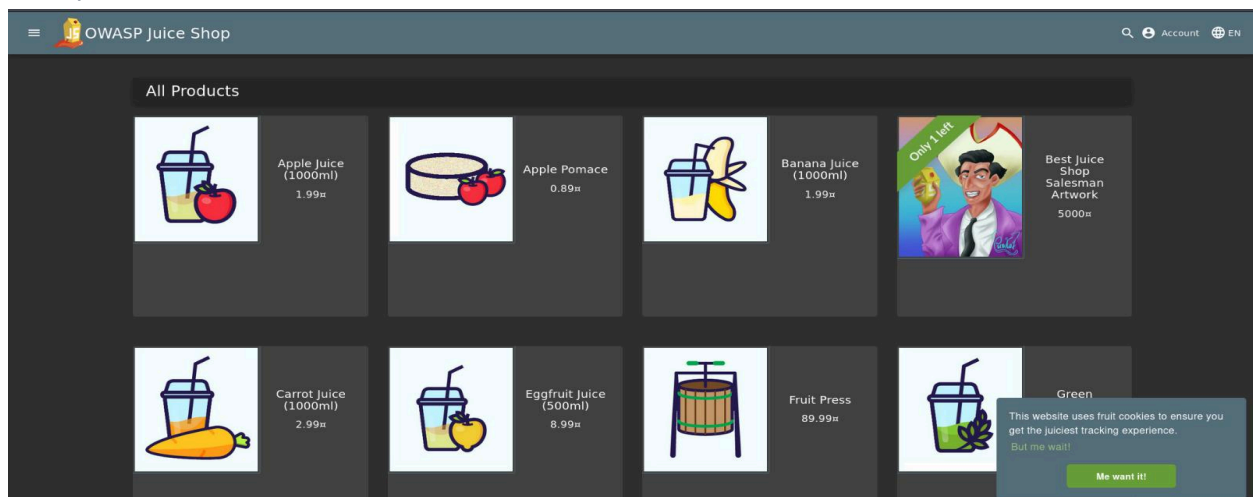 OWASP Juice Shop
Account
EN
All Products
Apple Juice
(1000ml)
1.99¤
Apple Pomace
0.89¤
Banana Juice
(1000ml)
1.99¤
Only 1 left
Best Juice
Shop
Salesman
Artwork
5000¤
Carrot Juice
(1000ml)
2.99¤
Eggfruit Juice
(500ml)
8.99¤
Fruit Press
89.99¤
Green
This website uses fruit cookies to ensure you
get the juiciest tracking experience.
But me wait!
Me want it!